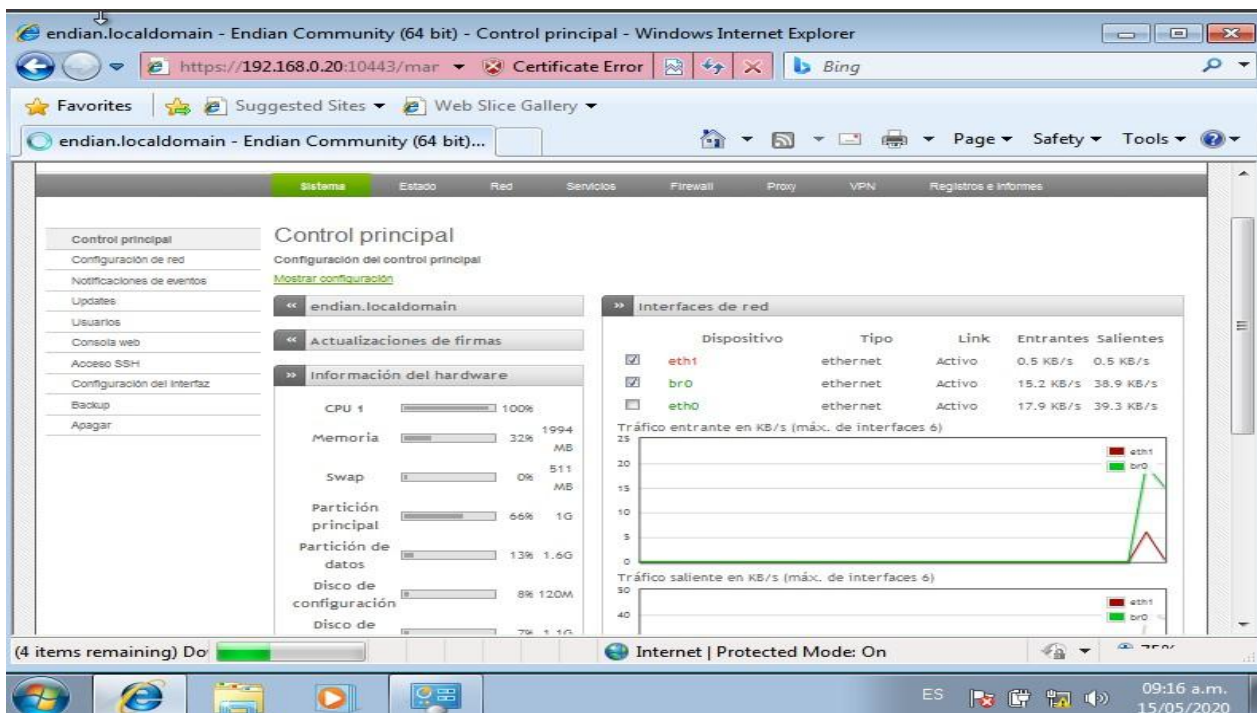 endian.localdomain - Endian Community (64 bit) - Control principal - Windows Internet Explorer
https://192.168.0.20:10443/mar Certificate Error Bing
Favorites Suggested Sites Web Slice Gallery
endian.localdomain - Endian Community (64 bit)... Page Safety Tools
Sistema Estado Red Servicios Firewall Proxy VPN Registros e Informes
Control principal
Configuración de red
Notificaciones de eventos
Updates
Usuarios
Consola web
Acceso SSH
Configuración del Interfaz
Backup
Apagar
Control principal
Configuración del control principal
Mostrar configuración
« endian.localdomain
« Actualizaciones de firmas
» Información del hardware
CPU 1 100%
Memoria 32% 1994 MB
Swap 0% 511 MB
Partición principal 66% 1G
Partición de datos 13% 1.6G
Disco de configuración 8% 120M
Disco de 7% 1.1G
» Interfaces de red
Dispositivo Tipo Link Entrantes Salientes
eth1 ethernet Activo 0.5 KB/s 0.5 KB/s
br0 ethernet Activo 15.2 KB/s 38.9 KB/s
eth0 ethernet Activo 17.9 KB/s 39.3 KB/s
Tráfico entrante en KB/s (máx. de interfaces 6)
25
20
15
10
5
0
eth1
br0
Tráfico saliente en KB/s (máx. de interfaces 6)
50
40
eth1
br0
(4 items remaining) Do Internet | Protected Mode: On 75%
ES 09:16 a.m.
15/05/2020